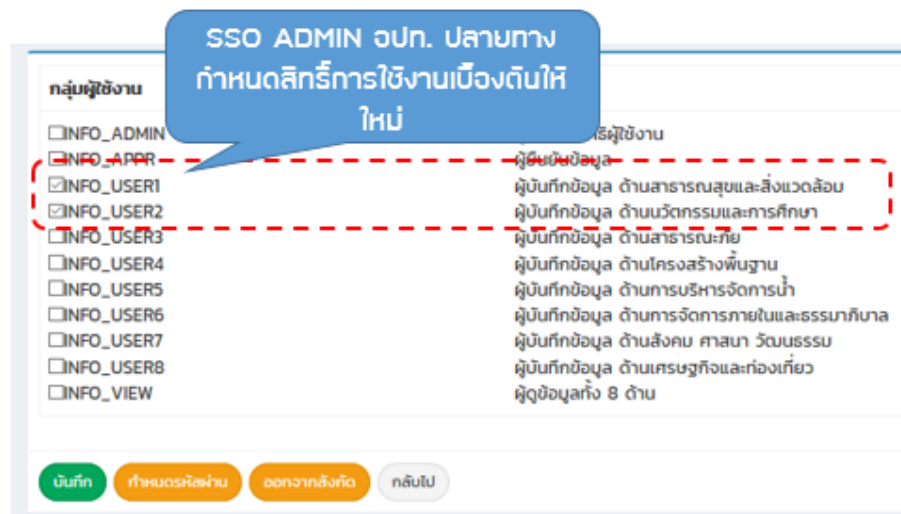 SSO ADMIN อปท. ปลายทาง
กำหนดสิทธิ์การใช้งานเบื้องต้นให้
ใหม่
กลุ่มผู้ใช้งาน
INFO_ADMIN ผู้ใช้งาน
INFO_APPR ผู้ยืนยันข้อมูล
INFO_USER1 ผู้บันทึกข้อมูล ด้านสาธารณสุขและสิ่งแวดล้อม
INFO_USER2 ผู้บันทึกข้อมูล ด้านนวัตกรรมและการศึกษา
INFO_USER3 ผู้บันทึกข้อมูล ด้านสาธารณะภัย
INFO_USER4 ผู้บันทึกข้อมูล ด้านโครงสร้างพื้นฐาน
INFO_USER5 ผู้บันทึกข้อมูล ด้านการบริหารจัดการน้ำ
INFO_USER6 ผู้บันทึกข้อมูล ด้านการจัดการภายในและธรรมาภิบาล
INFO_USER7 ผู้บันทึกข้อมูล ด้านสังคม ศาสนา วัฒนธรรม
INFO_USER8 ผู้บันทึกข้อมูล ด้านเศรษฐกิจและท่องเที่ยว
INFO_VIEW ผู้ดูข้อมูลทั้ง 8 ด้าน
บันทึก กำหนดรหัสผ่าน ออกจากสังกัด กลับไป